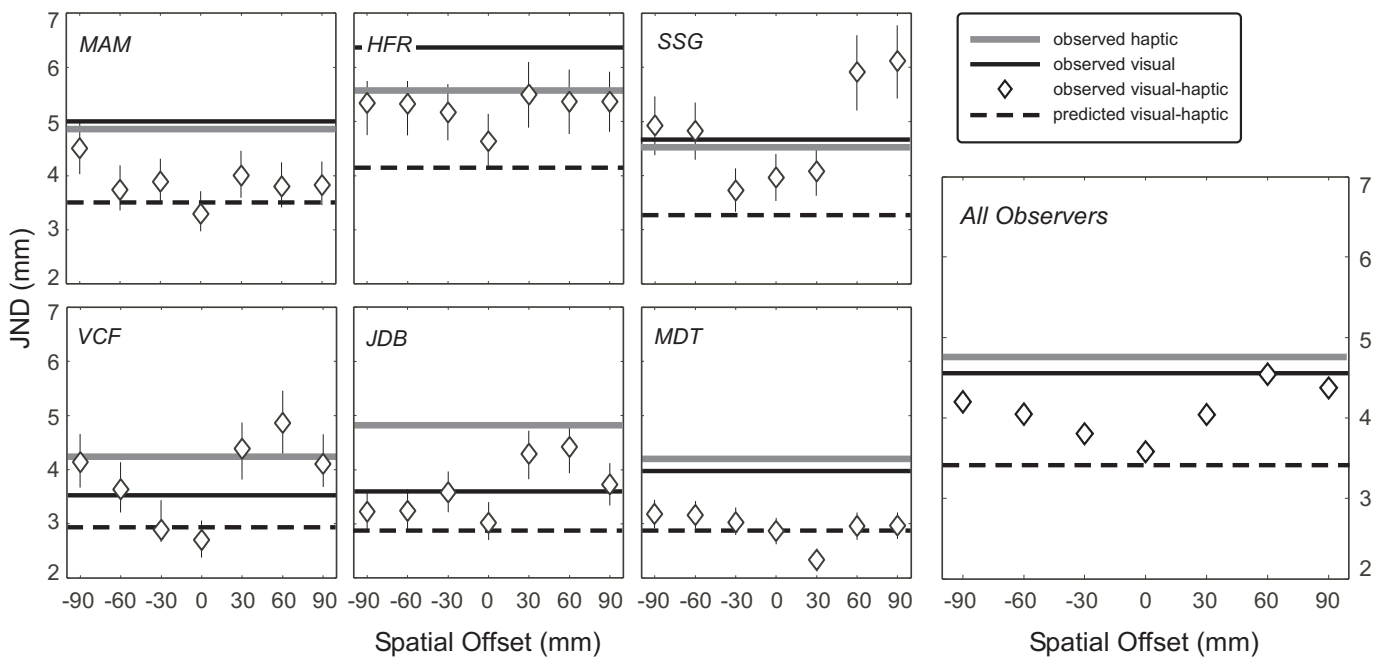 7
6
5
4
3
2
MAM
HFR
SSG
observed haptic
observed visual
observed visual-haptic
predicted visual-haptic
JND (mm)
7
6
5
4
3
2
VCF
JDB
MDT
All Observers
7
6
5
4
3
2
-90 -60 -30 0 30 60 90
-90 -60 -30 0 30 60 90
-90 -60 -30 0 30 60 90
-90 -60 -30 0 30 60 90
Spatial Offset (mm)
Spatial Offset (mm)